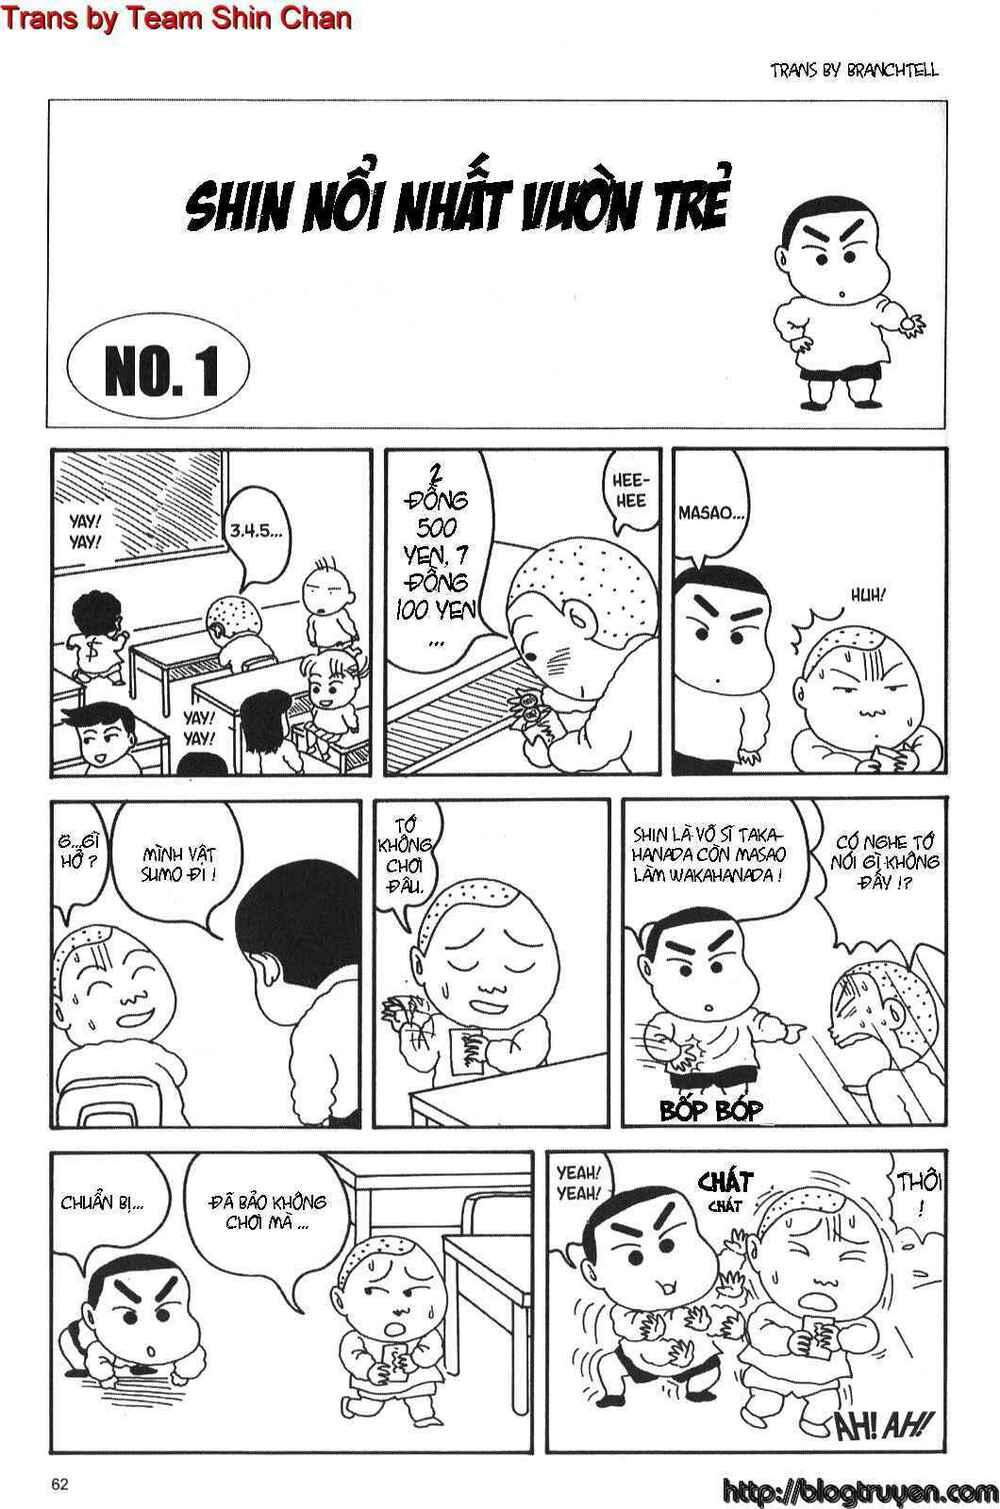 Trans by Team Shin Chan
TRANS BY BRANCHTELL
SHIN NỔI NHẤT VƯỜN TRẺ
NO. 1
YAY!
YAY!
3.4.5...
YAY!
YAY!
$
2
ĐỒNG
500
YEN, 7
ĐỒNG
100 YEN
...
HEE-
HEE
MASAO...
HUH!
G...GÌ
HỞ ?
MÌNH VẬT
SUMO ĐI !
TỚ
KHÔNG
CHƠI
ĐÂU.
SHIN LÀ VÕ SĨ TAKA-
HANADA CÒN MASAO
LÀM WAKAHANADA !
CÓ NGHE TỚ
NÓI GÌ KHÔNG
ĐẤY !?
BỐP BÓP
CHUẨN BỊ...
ĐÃ BẢO KHÔNG
CHƠI MÀ ...
YEAH!
YEAH!
CHÁT
CHÁT
THÔI
!
AH! AH!!
62
http://blogtruyen.com